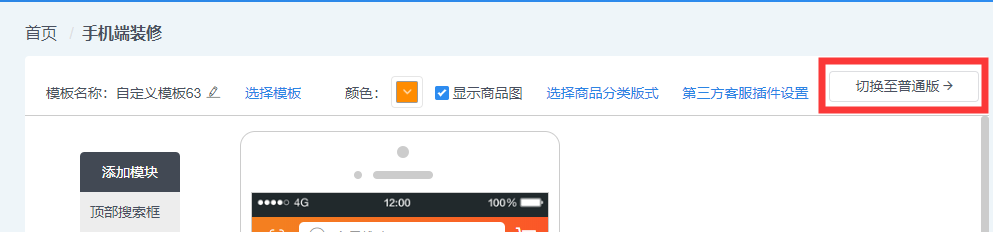 首页 / 手机端装修
模板名称：自定义模板63 选择模板 颜色： 显示商品图 选择商品分类版式 第三方客服插件设置 切换至普通版→
添加模块
顶部搜索框
4G 12:00 100%